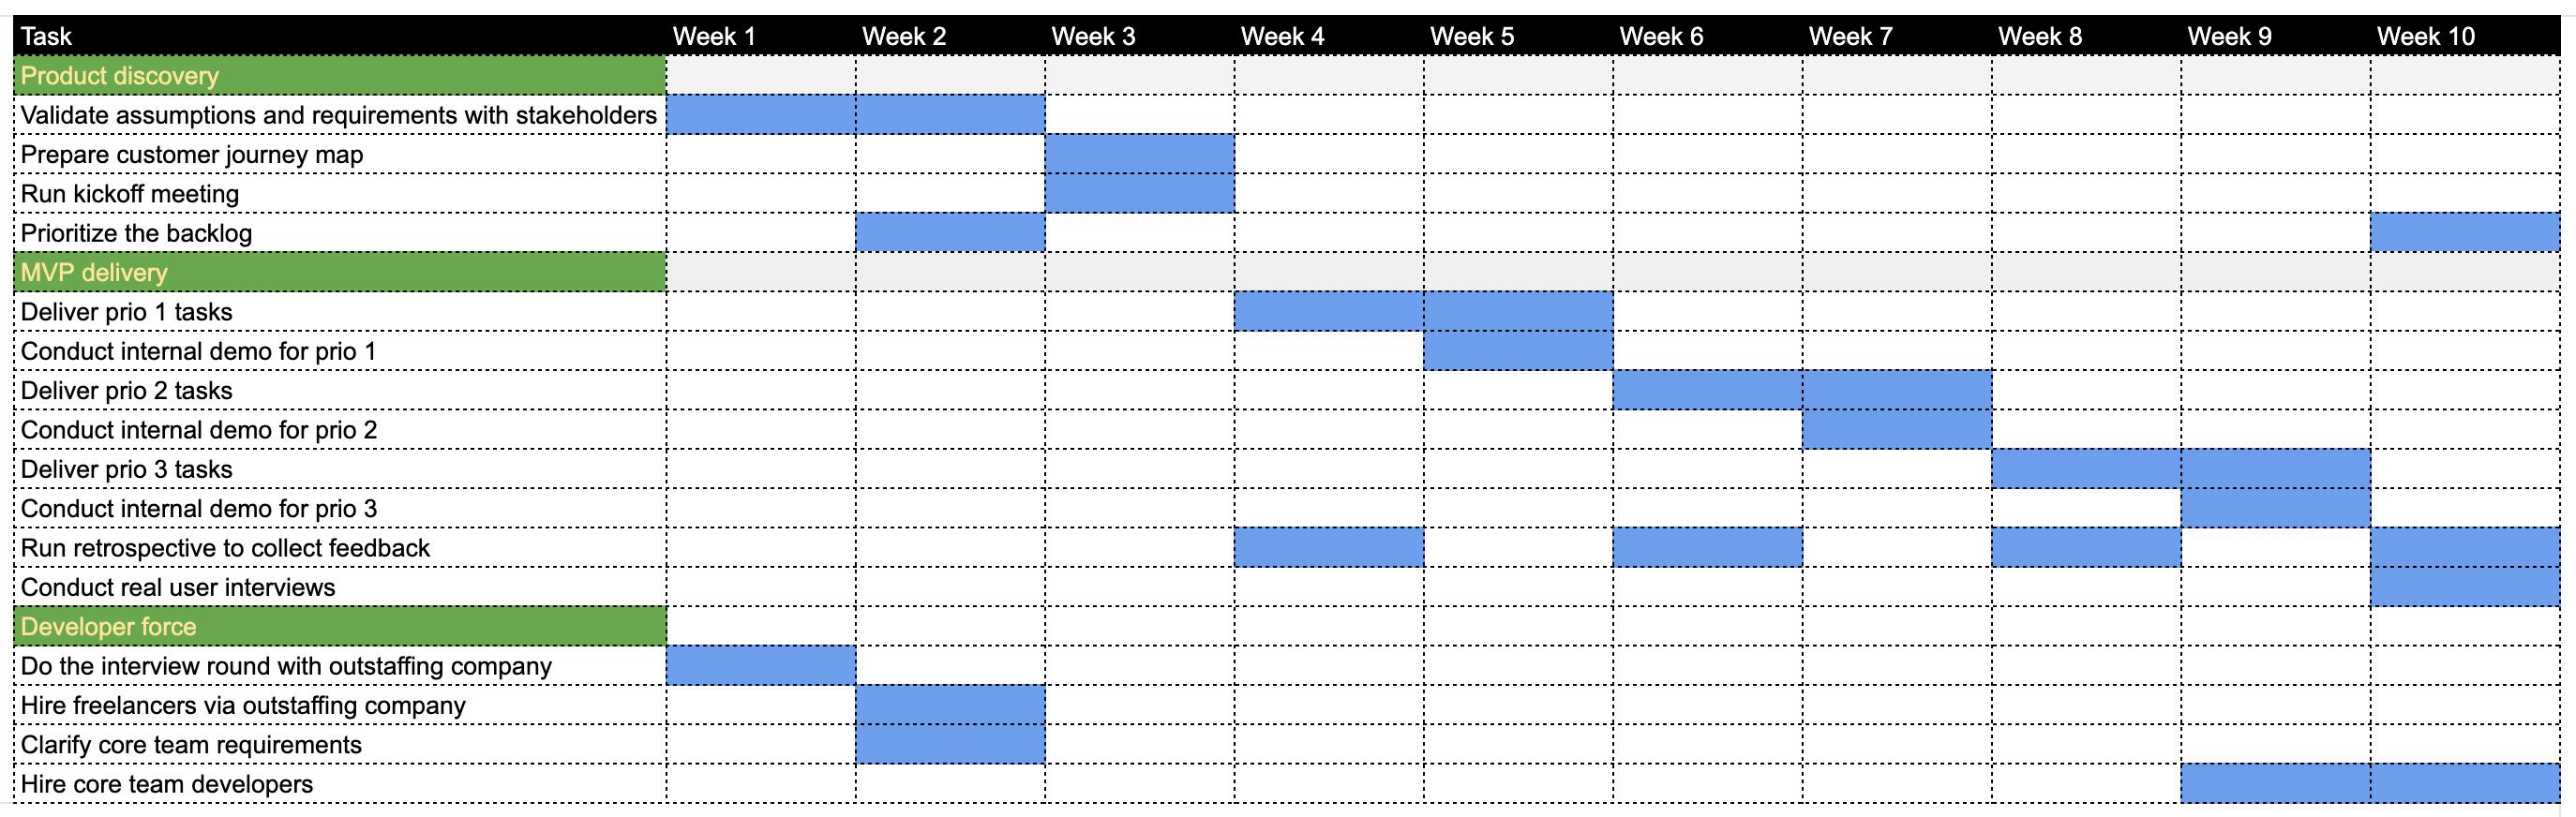 Task Week 1 Week 2 Week 3 Week 4 Week 5 Week 6 Week 7 Week 8 Week 9 Week 10
Product discovery
Validate assumptions and requirements with stakeholders
Prepare customer journey map
Run kickoff meeting
Prioritize the backlog
MVP delivery
Deliver prio 1 tasks
Conduct internal demo for prio 1
Deliver prio 2 tasks
Conduct internal demo for prio 2
Deliver prio 3 tasks
Conduct internal demo for prio 3
Run retrospective to collect feedback
Conduct real user interviews
Developer force
Do the interview round with outstaffing company
Hire freelancers via outstaffing company
Clarify core team requirements
Hire core team developers